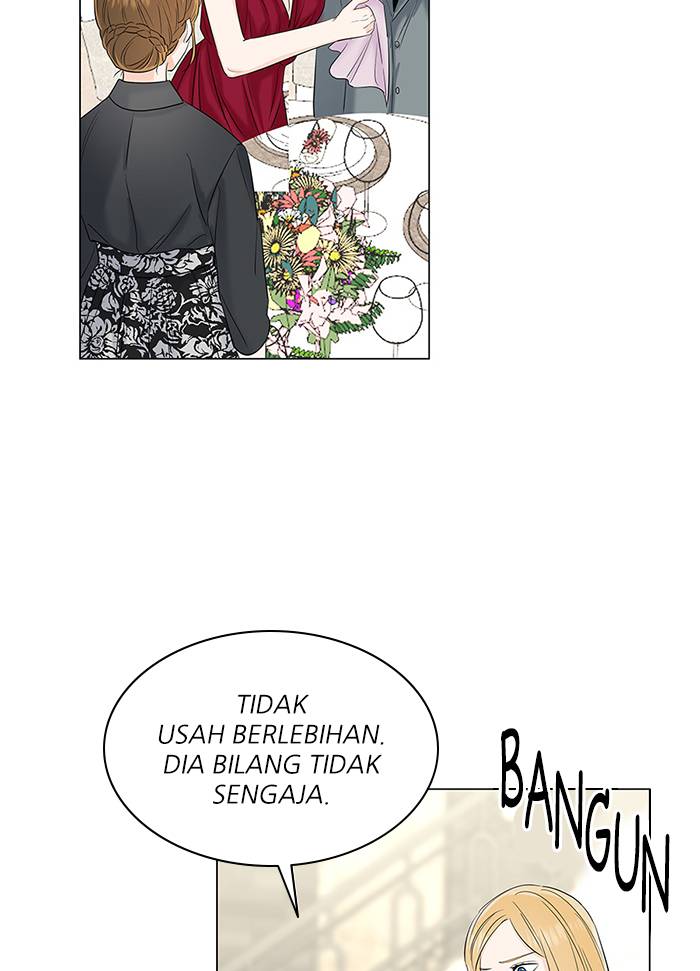 TIDAK
USAH BERLEBIHAN.
DIA BILANG TIDAK
SENGAJA.
BANGUN